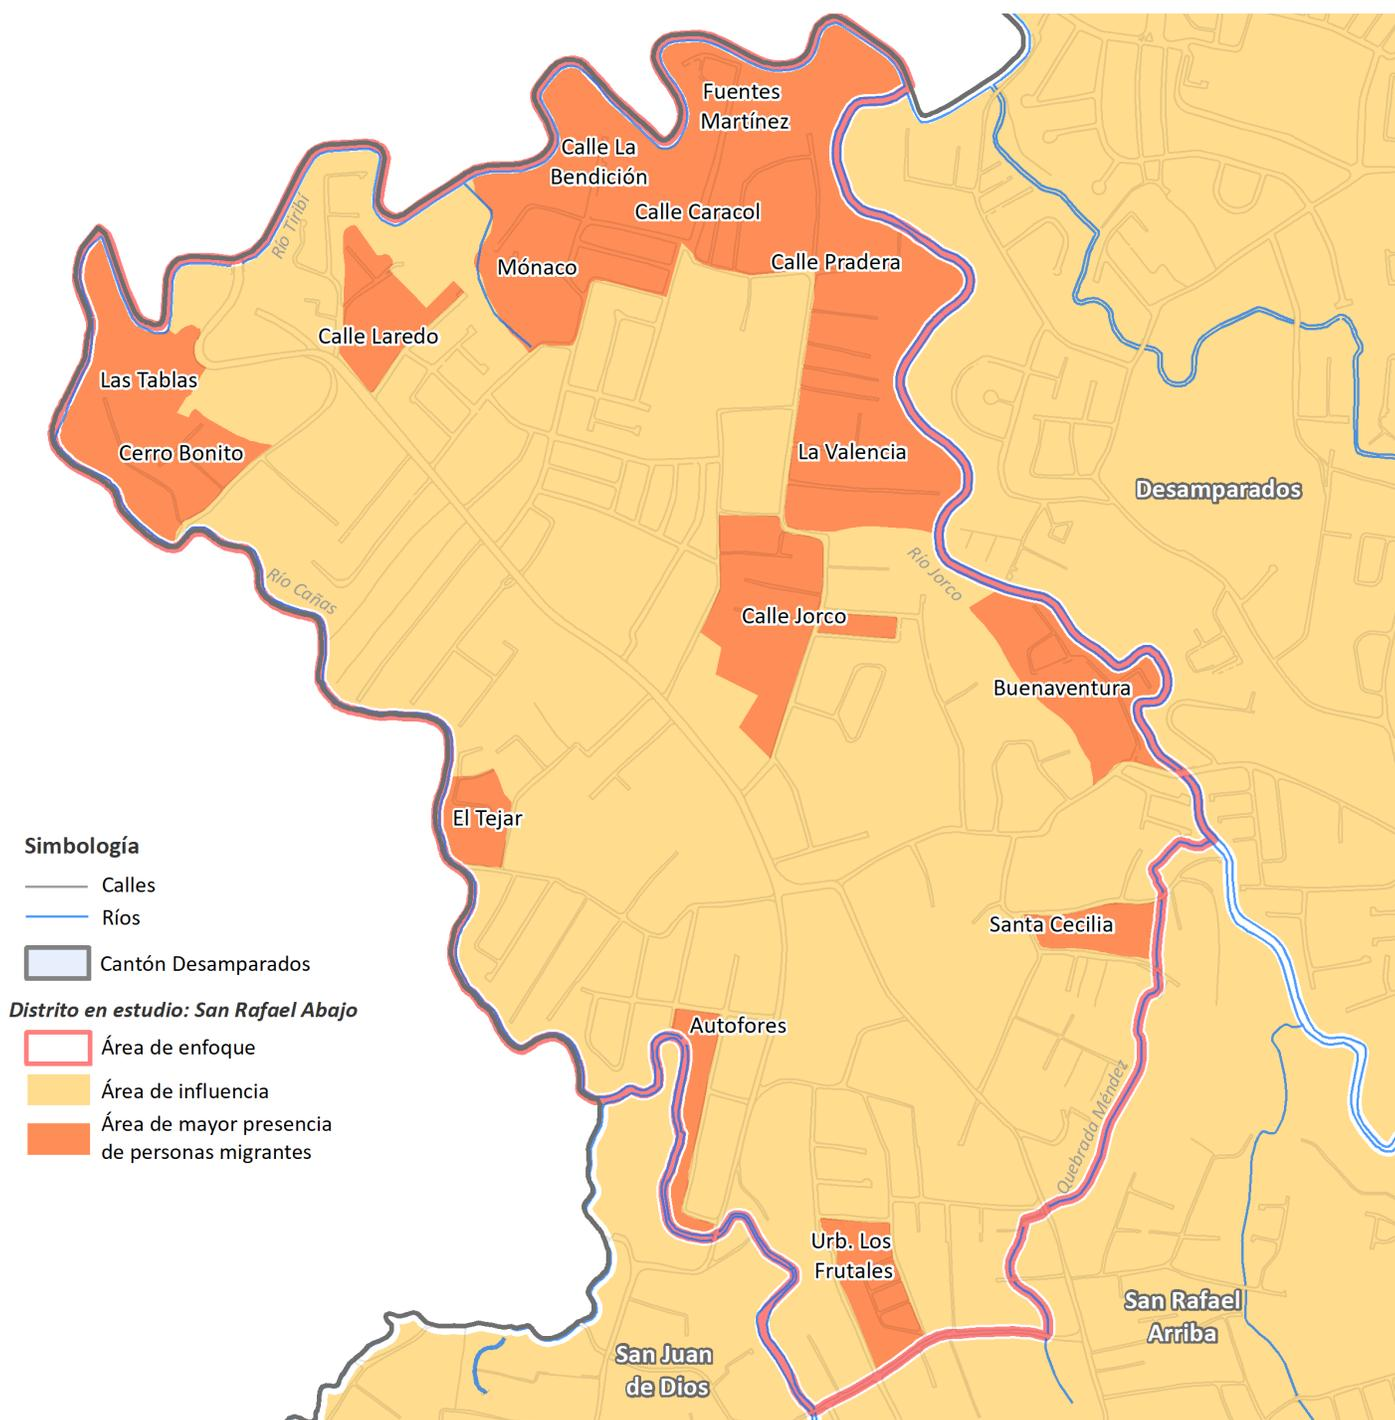 Fuentes
Martínez
Calle La
Bendición
Calle Caracol
Río Tiribí
Mónaco
Calle Pradera
Calle Laredo
Las Tablas
Cerro Bonito
La Valencia
Desamparados
Río Jorco
Río Cañas
Calle Jorco
Buenaventura
El Tejar
Santa Cecilia
Autofores
Quebrada Méndez
Urb. Los
Frutales
San Rafael
Arriba
San Juan
de Dios
Simbología
Calles
Ríos
Cantón Desamparados
Distrito en estudio: San Rafael Abajo
Área de enfoque
Área de influencia
Área de mayor presencia
de personas migrantes